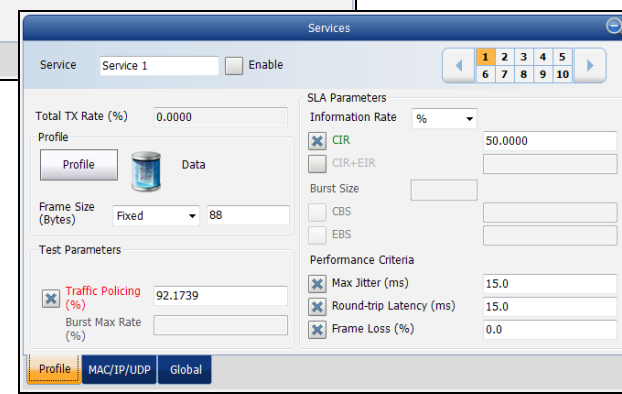 Services
Service Service 1 Enable
1 2 3 4 5
6 7 8 9 10
Total TX Rate (%) 0.0000
Profile
Profile Data
Frame Size
(Bytes) Fixed 88
Test Parameters
Traffic Policing
(%) 92.1739
Burst Max Rate
(%)
SLA Parameters
Information Rate %
CIR 50.0000
CIR+EIR
Burst Size
CBS
EBS
Performance Criteria
Max Jitter (ms) 15.0
Round-trip Latency (ms) 15.0
Frame Loss (%) 0.0
Profile MAC/IP/UDP Global